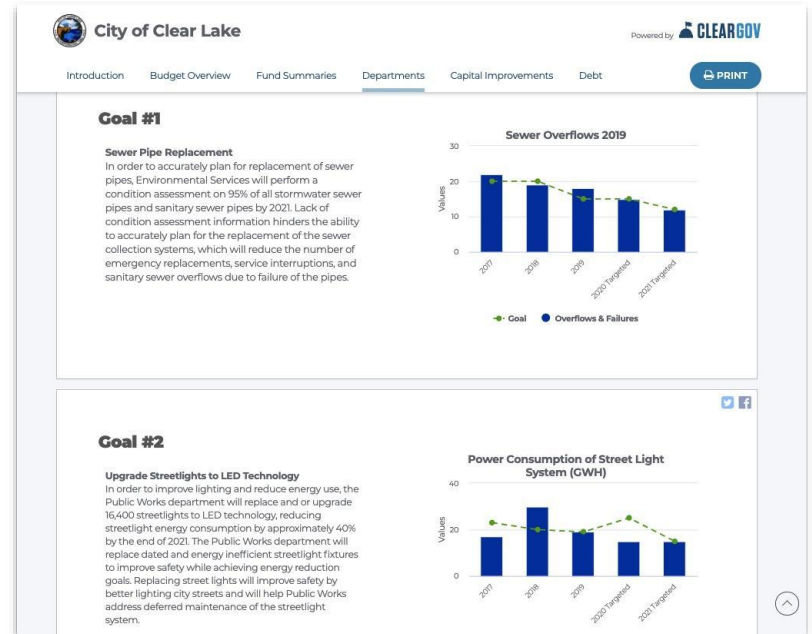 City of Clear Lake
Powered by CLEARGOV
Introduction Budget Overview Fund Summaries Departments Capital Improvements Debt PRINT
Goal #1
Sewer Pipe Replacement
In order to accurately plan for replacement of sewer
pipes, Environmental Services will perform a
condition assessment on 95% of all stormwater sewer
pipes and sanitary sewer pipes by 2021. Lack of
condition assessment information hinders the ability
to accurately plan for the replacement of the sewer
collection systems, which will reduce the number of
emergency replacements, service interruptions, and
sanitary sewer overflows due to failure of the pipes.
Sewer Overflows 2019
Values
30
20
10
0
2017
2018
2019
2020 Targeted
2021 Targeted
Goal Overflows & Failures
Goal #2
Upgrade Streetlights to LED Technology
In order to improve lighting and reduce energy use, the
Public Works department will replace and or upgrade
16,400 streetlights to LED technology, reducing
streetlight energy consumption by approximately 40%
by the end of 2021. The Public Works department will
replace dated and energy inefficient streetlight fixtures
to improve safety while achieving energy reduction
goals. Replacing street lights will improve safety by
better lighting city streets and will help Public Works
address deferred maintenance of the streetlight
system.
Power Consumption of Street Light
System (GWH)
Values
40
20
0
2017
2018
2019
2020 Targeted
2021 Targeted